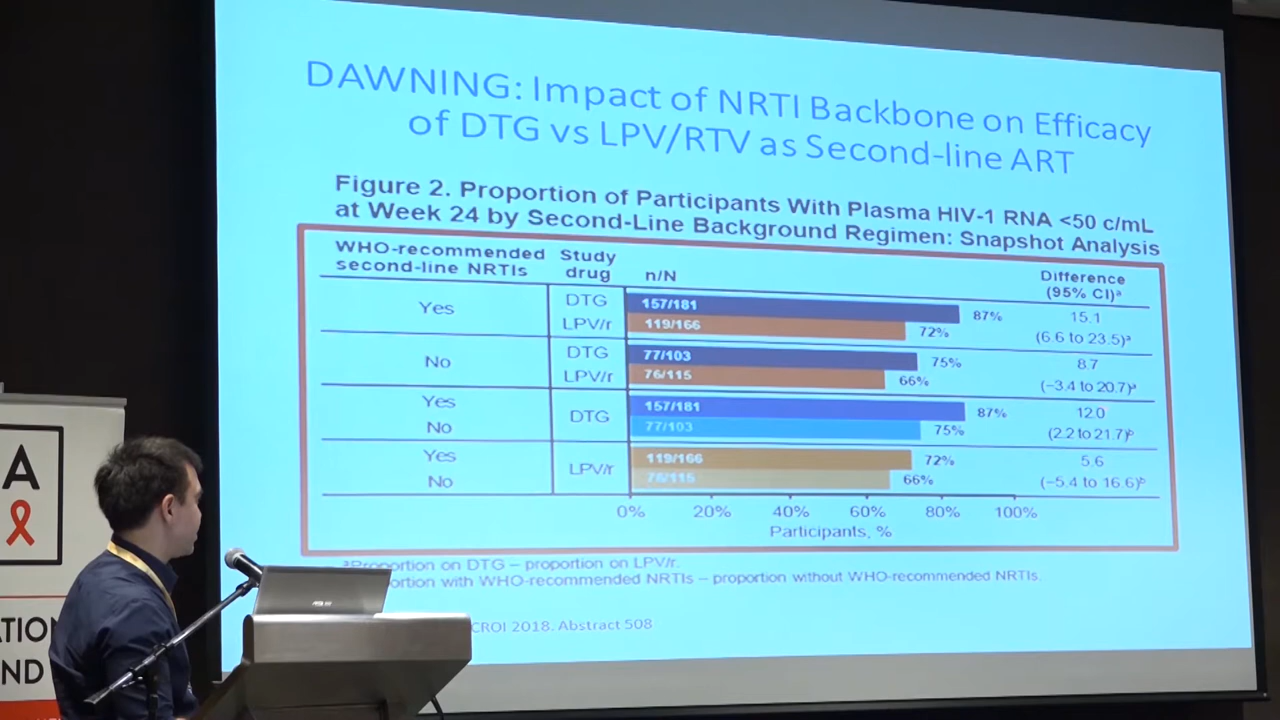 DAWNING: Impact of NRTI Backbone on Efficacy
of DTG vs LPV/RTV as Second-line ART
Figure 2. Proportion of Participants With Plasma HIV-1 RNA <50 c/mL
at Week 24 by Second-Line Background Regimen: Snapshot Analysis
WHO-recommended second-line NRTIs Study drug n/N Difference (95% CI)ᵃ
Yes DTG 157/181 87% 15.1
LPV/r 119/166 72% (6.6 to 23.5)ᵃ
No DTG 77/103 75% 8.7
LPV/r 76/115 66% (−3.4 to 20.7)ᵃ
Yes DTG 157/181 87% 12.0
No 77/103 75% (2.2 to 21.7)ᵇ
Yes LPV/r 119/166 72% 5.6
No 76/115 66% (−5.4 to 16.6)ᵇ
0% 20% 40% 60% 80% 100%
Participants, %
ᵃProportion on DTG – proportion on LPV/r.
ortion with WHO-recommended NRTIs – proportion without WHO-recommended NRTIs.
CROI 2018. Abstract 508
A
TION
ND